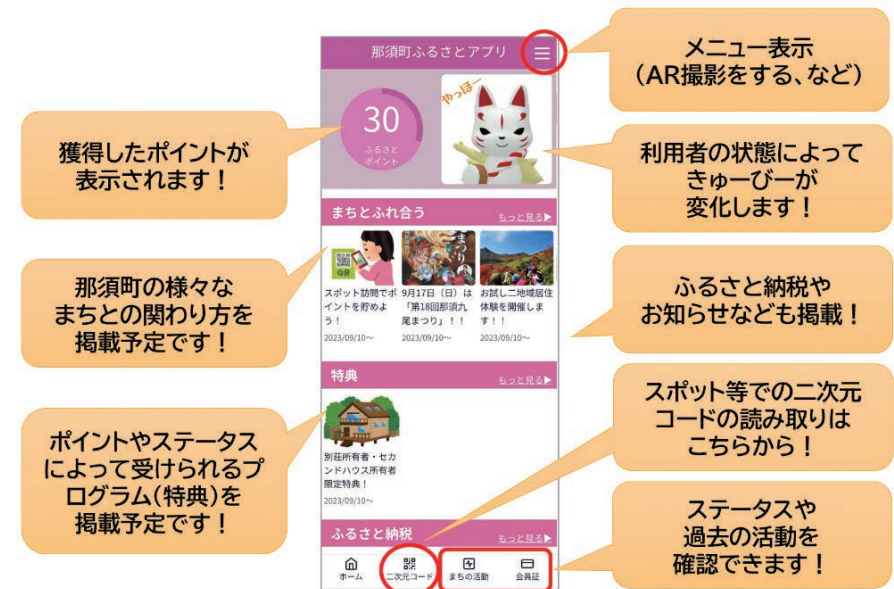 獲得したポイントが
表示されます！
那須町の様々な
まちとの関わり方を
掲載予定です！
ポイントやステータス
によって受けられるプ
ログラム(特典)を
掲載予定です！
那須町ふるさとアプリ
30
ふるさと
ポイント
やっほー
まちとふれ合う
もっと見る▶
QR
スポット訪問でポ
イントを貯めよ
う！
2023/09/10～
まつり
9月17日（日）は
「第18回那須九
尾まつり」！！
2023/09/10～
お試し二地域居住
体験を開催しま
す！！
2023/09/10～
特典
もっと見る▶
別荘所有者・セカ
ンドハウス所有者
限定特典！
2023/09/10～
ふるさと納税
もっと見る▶
ホーム
二次元コード
まちの活動
会員証
メニュー表示
（AR撮影をする、など）
利用者の状態によって
きゅーびーが
変化します！
ふるさと納税や
お知らせなども掲載！
スポット等での二次元
コードの読み取りは
こちらから！
ステータスや
過去の活動を
確認できます！